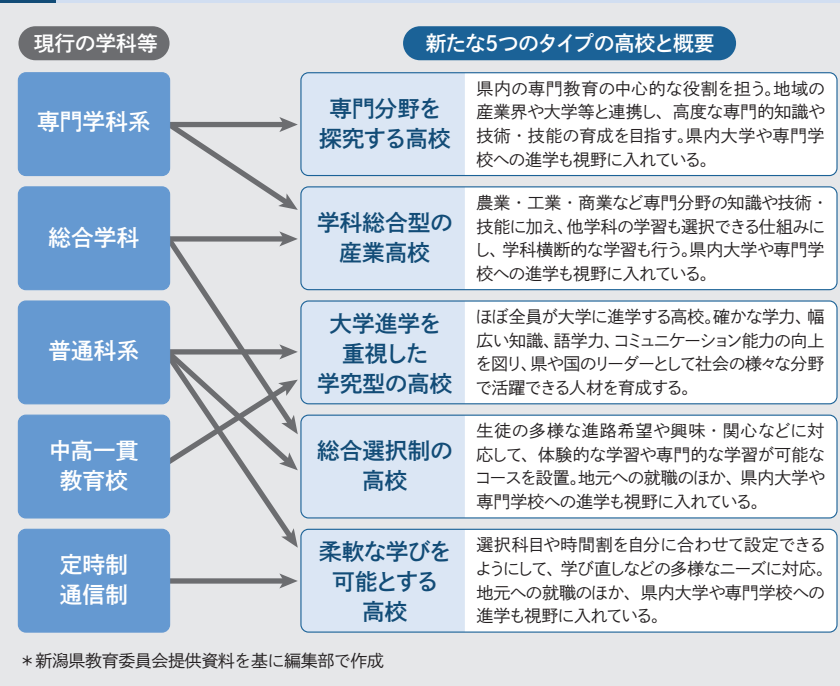 現行の学科等
新たな5つのタイプの高校と概要
専門学科系
専門分野を
探究する高校
県内の専門教育の中心的な役割を担う。地域の
産業界や大学等と連携し、高度な専門的知識や
技術・技能の育成を目指す。県内大学や専門学
校への進学も視野に入れている。
総合学科
学科総合型の
産業高校
農業・工業・商業など専門分野の知識や技術・
技能に加え、他学科の学習も選択できる仕組みに
し、学科横断的な学習も行う。県内大学や専門学
校への進学も視野に入れている。
普通科系
大学進学を
重視した
学究型の高校
ほぼ全員が大学に進学する高校。確かな学力、幅
広い知識、語学力、コミュニケーション能力の向上
を図り、県や国のリーダーとして社会の様々な分野
で活躍できる人材を育成する。
中高一貫
教育校
総合選択制の
高校
生徒の多様な進路希望や興味・関心などに対
応して、体験的な学習や専門的な学習が可能な
コースを設置。地元への就職のほか、県内大学や
専門学校への進学も視野に入れている。
定時制
通信制
柔軟な学びを
可能とする
高校
選択科目や時間割を自分に合わせて設定できる
ようにして、学び直しなどの多様なニーズに対応。
地元への就職のほか、県内大学や専門学校への
進学も視野に入れている。
＊新潟県教育委員会提供資料を基に編集部で作成